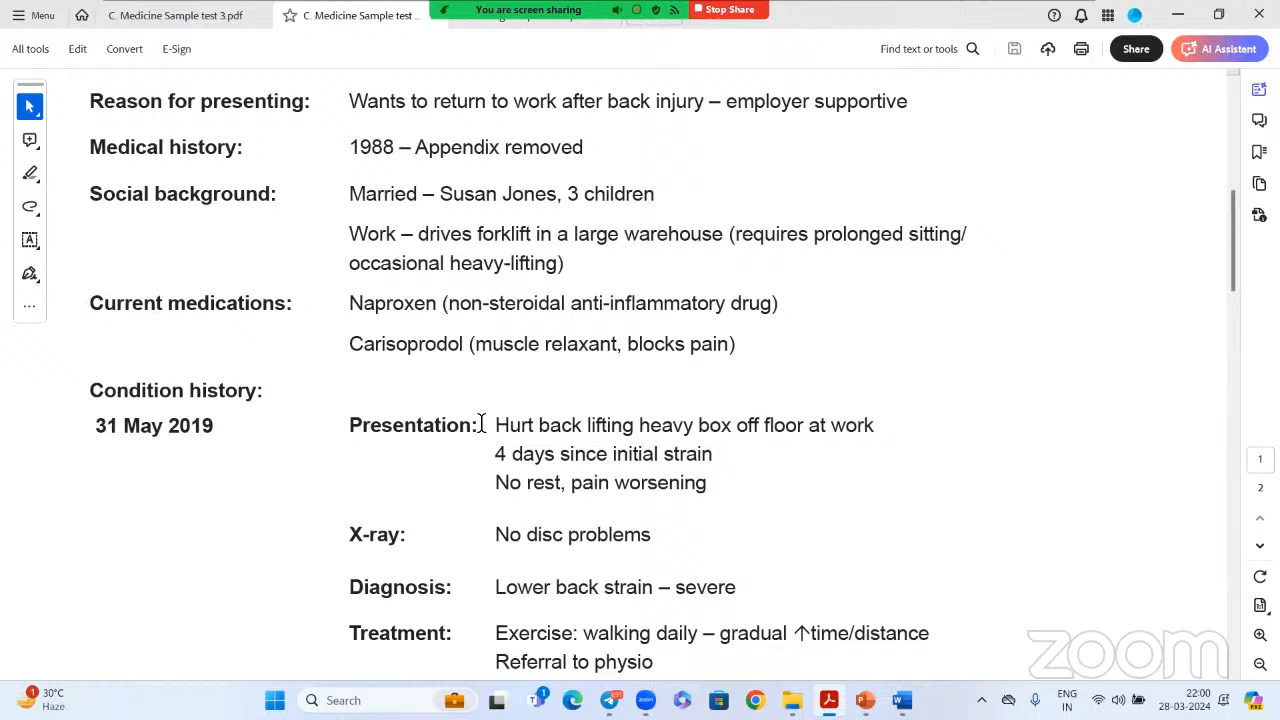 C. Medicine Sample test 3.pdf
C. Medicine Sample test ...
You are screen sharing
Stop Share
All tools
Edit
Convert
E-Sign
Find text or tools
Share
AI Assistant
Reason for presenting: Wants to return to work after back injury – employer supportive
Medical history: 1988 – Appendix removed
Social background: Married – Susan Jones, 3 children
Work – drives forklift in a large warehouse (requires prolonged sitting/
occasional heavy-lifting)
Current medications: Naproxen (non-steroidal anti-inflammatory drug)
Carisoprodol (muscle relaxant, blocks pain)
Condition history:
31 May 2019 Presentation: Hurt back lifting heavy box off floor at work
4 days since initial strain
No rest, pain worsening
X-ray: No disc problems
Diagnosis: Lower back strain – severe
Treatment: Exercise: walking daily – gradual ↑time/distance
Referral to physio
1
2
zoom
1
30°C
Haze
Search
1
691
zoom
ENG
IN
22:00
28-03-2024
PRE